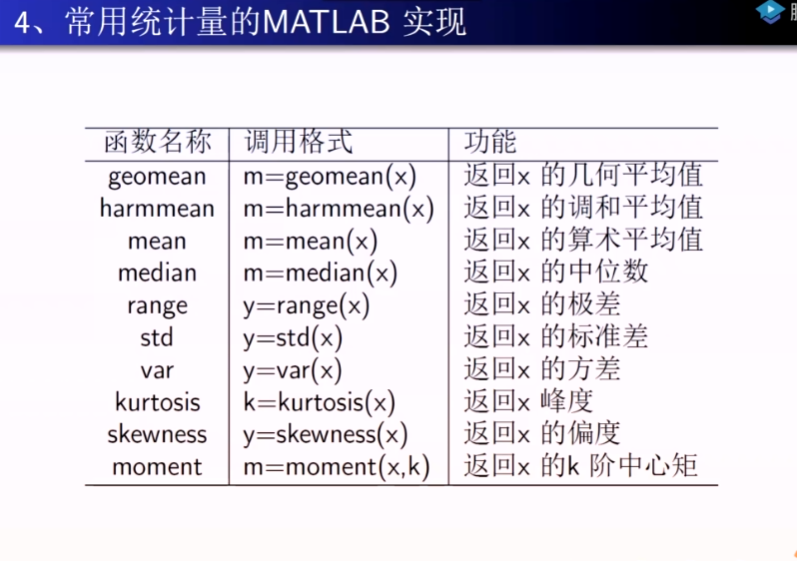 4、常用统计量的MATLAB 实现
函数名称 调用格式 功能
geomean m=geomean(x) 返回x 的几何平均值
harmmean m=harmmean(x) 返回x 的调和平均值
mean m=mean(x) 返回x 的算术平均值
median m=median(x) 返回x 的中位数
range y=range(x) 返回x 的极差
std y=std(x) 返回x 的标准差
var y=var(x) 返回x 的方差
kurtosis k=kurtosis(x) 返回x 峰度
skewness y=skewness(x) 返回x 的偏度
moment m=moment(x,k) 返回x 的k 阶中心矩